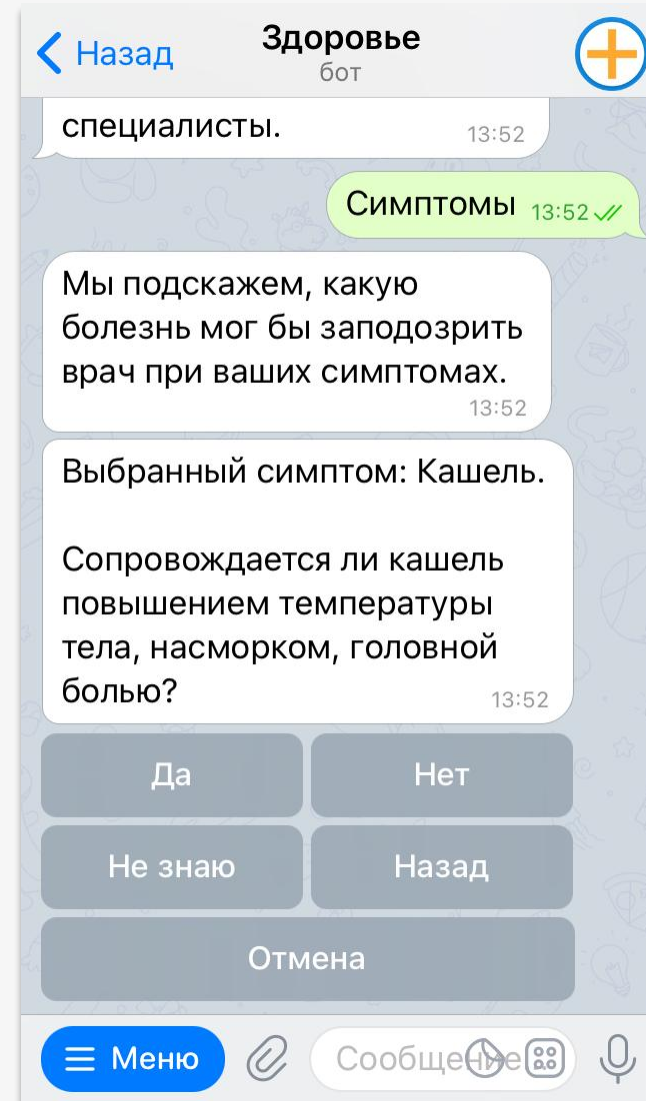 Назад
Здоровье
бот
специалисты.
13:52
Симптомы 13:52
Мы подскажем, какую
болезнь мог бы заподозрить
врач при ваших симптомах.
13:52
Выбранный симптом: Кашель.
Сопровождается ли кашель
повышением температуры
тела, насморком, головной
болью?
13:52
Да
Нет
Не знаю
Назад
Отмена
Меню
Сообщение